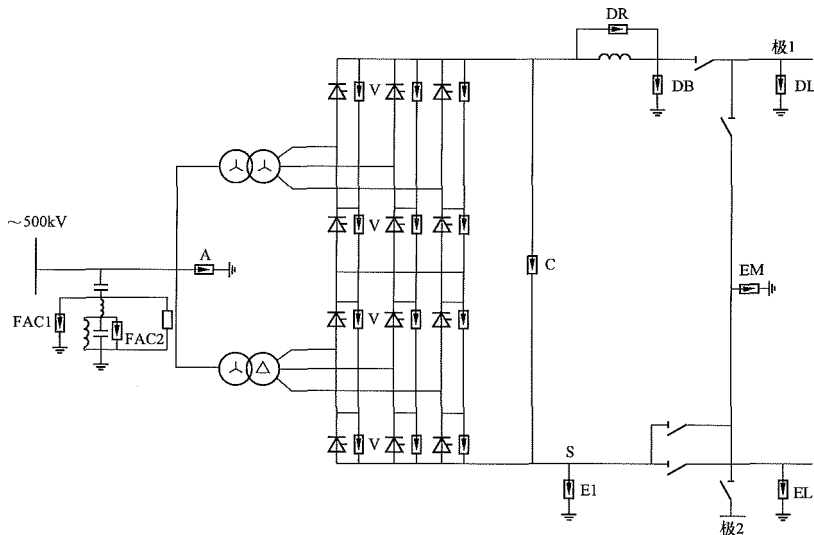 DR
极1
V
DB
DL
~500kV
V
A
C
EM
FAC1
FAC2
V
V
S
E1
EL
极2